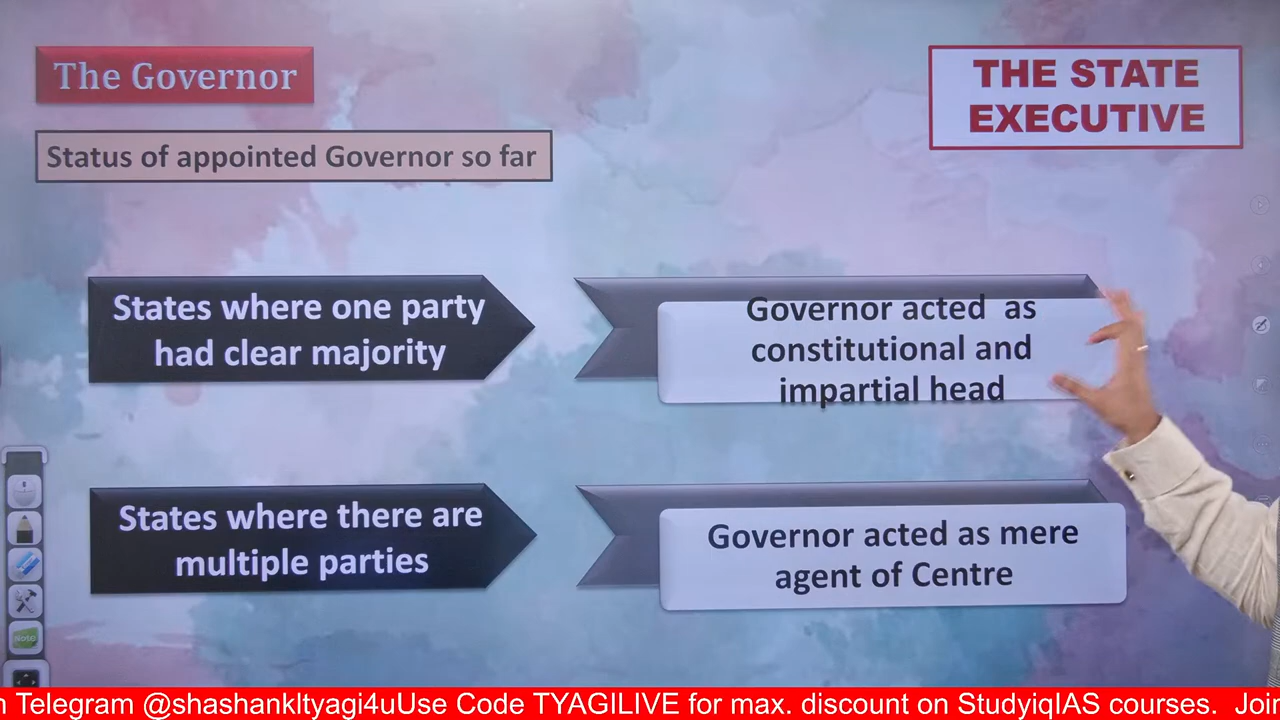 The Governor
THE STATE
EXECUTIVE
Status of appointed Governor so far
States where one party
had clear majority
Governor acted as
constitutional and
impartial head
States where there are
multiple parties
Governor acted as mere
agent of Centre
Note
n Telegram @shashankltyagi4uUse Code TYAGILIVE for max. discount on StudyiqIAS courses. Joi